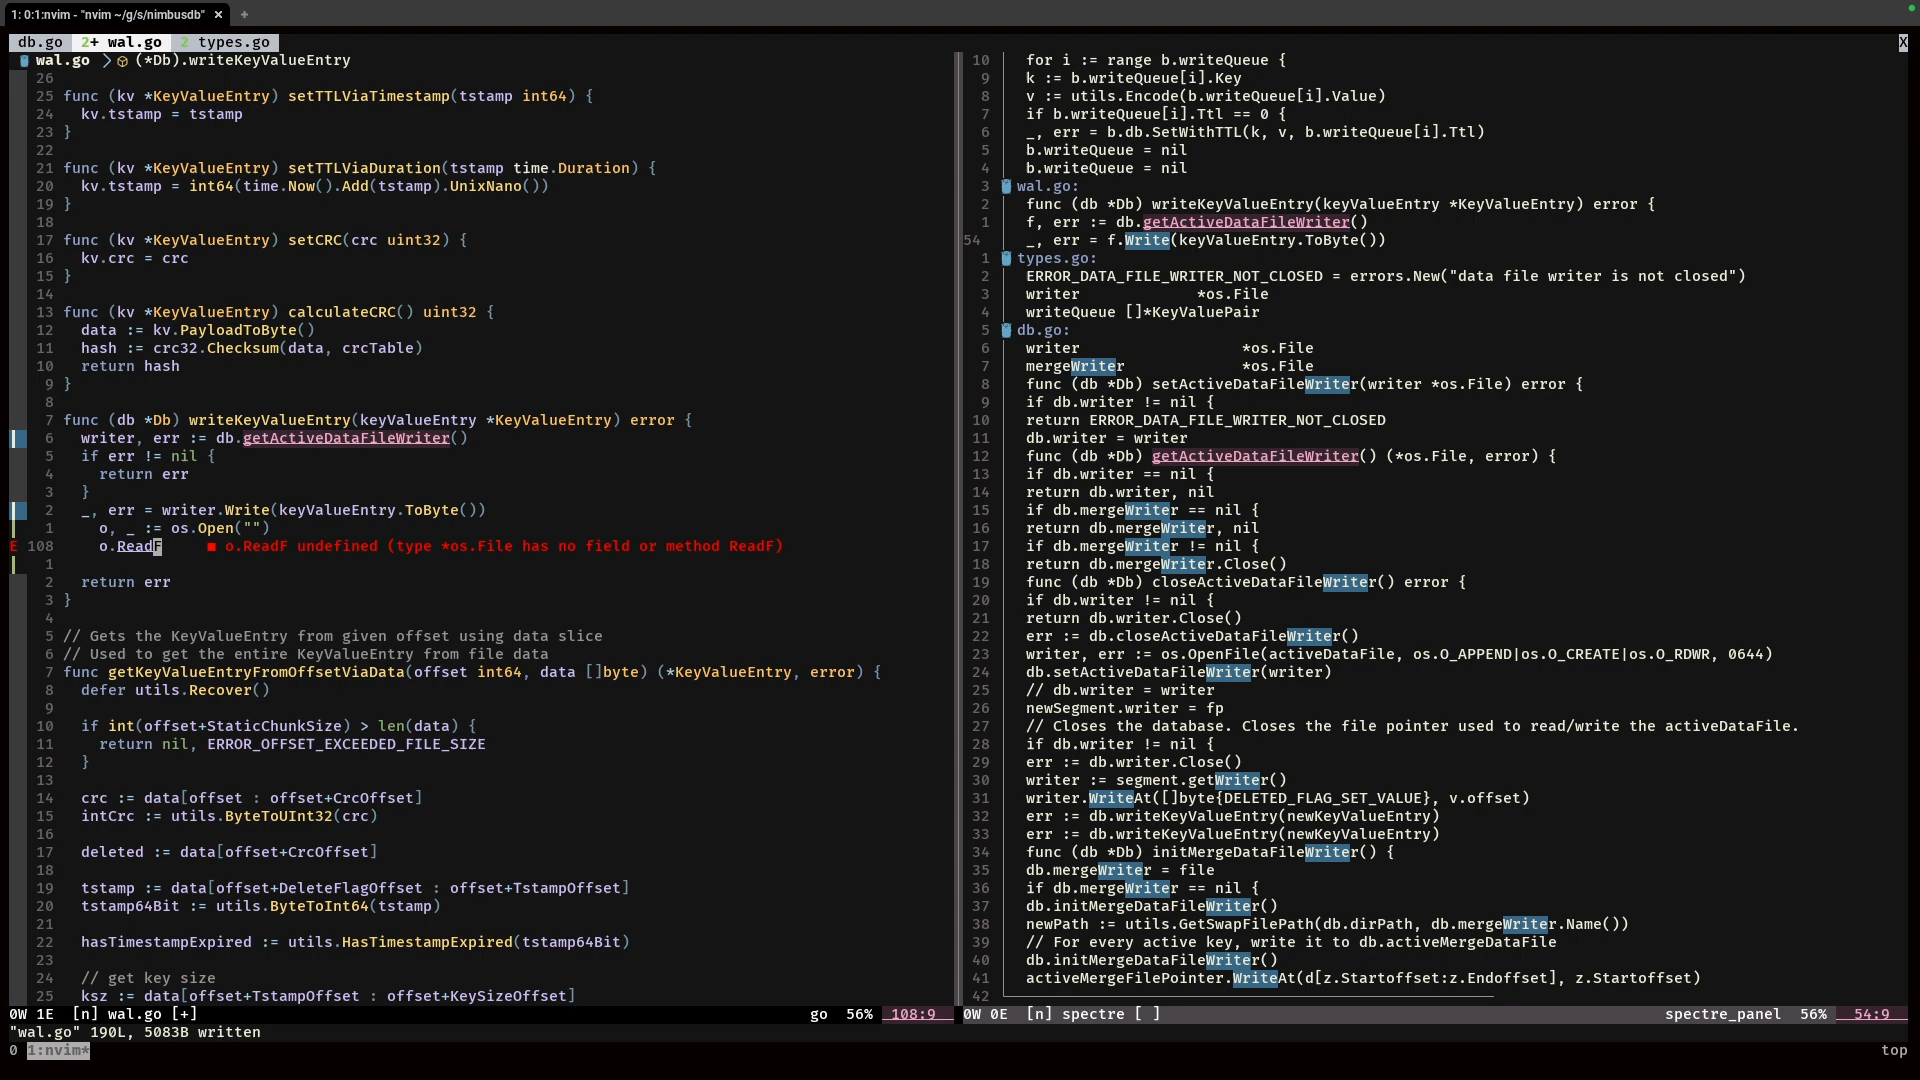 1: 0:1:nvim - "nvim ~/g/s/nimbusdb" × +
db.go 2+ wal.go 2 types.go X
wal.go > (*Db).writeKeyValueEntry
26
25 func (kv *KeyValueEntry) setTTLViaTimestamp(tstamp int64) {
24 kv.tstamp = tstamp
23 }
22
21 func (kv *KeyValueEntry) setTTLViaDuration(tstamp time.Duration) {
20 kv.tstamp = int64(time.Now().Add(tstamp).UnixNano())
19 }
18
17 func (kv *KeyValueEntry) setCRC(crc uint32) {
16 kv.crc = crc
15 }
14
13 func (kv *KeyValueEntry) calculateCRC() uint32 {
12 data := kv.PayloadToByte()
11 hash := crc32.Checksum(data, crcTable)
10 return hash
9 }
8
7 func (db *Db) writeKeyValueEntry(keyValueEntry *KeyValueEntry) error {
6 writer, err := db.getActiveDataFileWriter()
5 if err != nil {
4 return err
3 }
2 _, err = writer.Write(keyValueEntry.ToByte())
1 o, _ := os.Open("")
E 108 o.ReadF ■ o.ReadF undefined (type *os.File has no field or method ReadF)
1
2 return err
3 }
4
5 // Gets the KeyValueEntry from given offset using data slice
6 // Used to get the entire KeyValueEntry from file data
7 func getKeyValueEntryFromOffsetViaData(offset int64, data []byte) (*KeyValueEntry, error) {
8 defer utils.Recover()
9
10 if int(offset+StaticChunkSize) > len(data) {
11 return nil, ERROR_OFFSET_EXCEEDED_FILE_SIZE
12 }
13
14 crc := data[offset : offset+CrcOffset]
15 intCrc := utils.ByteToUInt32(crc)
16
17 deleted := data[offset+CrcOffset]
18
19 tstamp := data[offset+DeleteFlagOffset : offset+TstampOffset]
20 tstamp64Bit := utils.ByteToInt64(tstamp)
21
22 hasTimestampExpired := utils.HasTimestampExpired(tstamp64Bit)
23
24 // get key size
25 ksz := data[offset+TstampOffset : offset+KeySizeOffset]
0W 1E [n] wal.go [+] go 56% 108:9
10 for i := range b.writeQueue {
9 k := b.writeQueue[i].Key
8 v := utils.Encode(b.writeQueue[i].Value)
7 if b.writeQueue[i].Ttl == 0 {
6 _, err = b.db.SetWithTTL(k, v, b.writeQueue[i].Ttl)
5 b.writeQueue = nil
4 b.writeQueue = nil
3 wal.go:
2 func (db *Db) writeKeyValueEntry(keyValueEntry *KeyValueEntry) error {
1 f, err := db.getActiveDataFileWriter()
54 _, err = f.Write(keyValueEntry.ToByte())
1 types.go:
2 ERROR_DATA_FILE_WRITER_NOT_CLOSED = errors.New("data file writer is not closed")
3 writer *os.File
4 writeQueue []*KeyValuePair
5 db.go:
6 writer *os.File
7 mergeWriter *os.File
8 func (db *Db) setActiveDataFileWriter(writer *os.File) error {
9 if db.writer != nil {
10 return ERROR_DATA_FILE_WRITER_NOT_CLOSED
11 db.writer = writer
12 func (db *Db) getActiveDataFileWriter() (*os.File, error) {
13 if db.writer == nil {
14 return db.writer, nil
15 if db.mergeWriter == nil {
16 return db.mergeWriter, nil
17 if db.mergeWriter != nil {
18 return db.mergeWriter.Close()
19 func (db *Db) closeActiveDataFileWriter() error {
20 if db.writer != nil {
21 return db.writer.Close()
22 err := db.closeActiveDataFileWriter()
23 writer, err := os.OpenFile(activeDataFile, os.O_APPEND|os.O_CREATE|os.O_RDWR, 0644)
24 db.setActiveDataFileWriter(writer)
25 // db.writer = writer
26 newSegment.writer = fp
27 // Closes the database. Closes the file pointer used to read/write the activeDataFile.
28 if db.writer != nil {
29 err := db.writer.Close()
30 writer := segment.getWriter()
31 writer.WriteAt([]byte{DELETED_FLAG_SET_VALUE}, v.offset)
32 err := db.writeKeyValueEntry(newKeyValueEntry)
33 err := db.writeKeyValueEntry(newKeyValueEntry)
34 func (db *Db) initMergeDataFileWriter() {
35 db.mergeWriter = file
36 if db.mergeWriter == nil {
37 db.initMergeDataFileWriter()
38 newPath := utils.GetSwapFilePath(db.dirPath, db.mergeWriter.Name())
39 // For every active key, write it to db.activeMergeDataFile
40 db.initMergeDataFileWriter()
41 activeMergeFilePointer.WriteAt(d[z.Startoffset:z.Endoffset], z.Startoffset)
42
0W 0E [n] spectre [ ] spectre_panel 56% 54:9
"wal.go" 190L, 5083B written
0 1:nvim* top